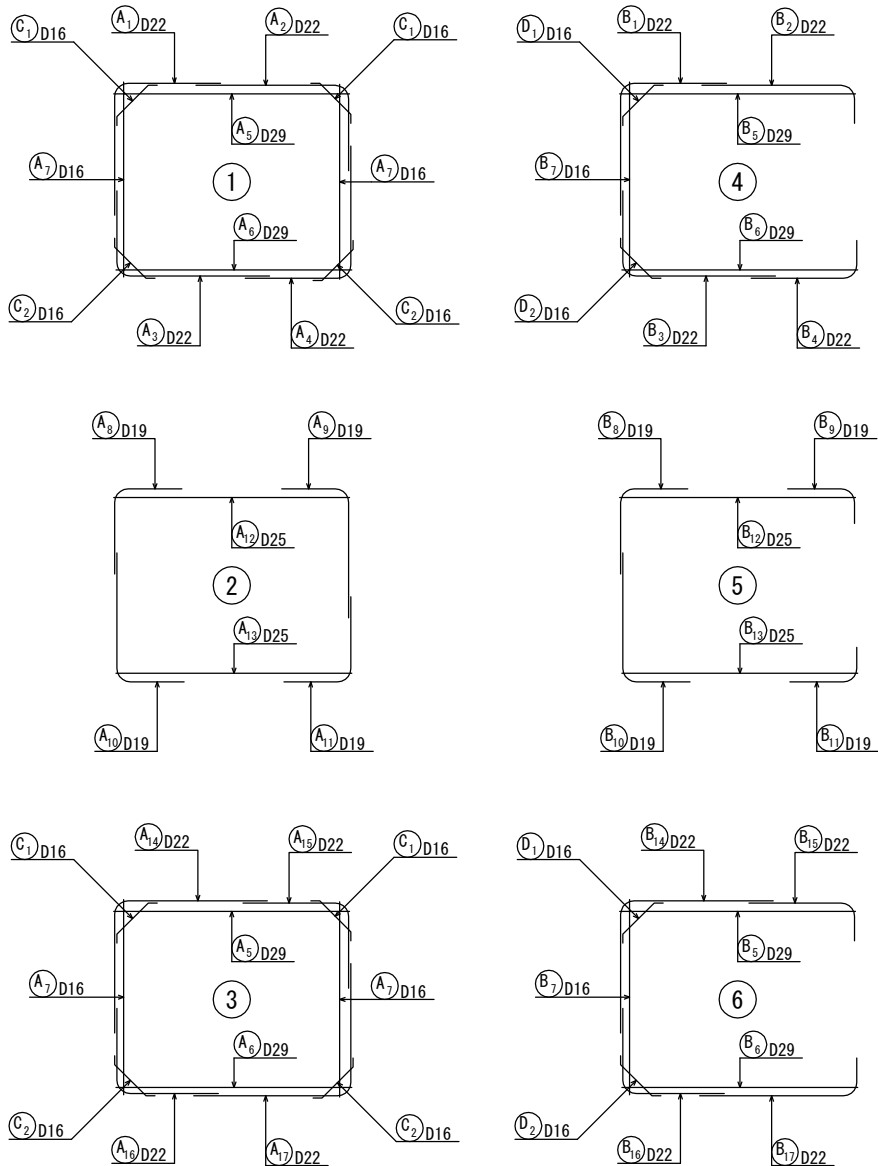 C1 D16 A1 D22 A2 D22 C1 D16
A5 D29
A7 D16 1 A7 D16
A6 D29
C2 D16 A3 D22 A4 D22 C2 D16
D1 D16 B1 D22 B2 D22
B5 D29
B7 D16 4
B6 D29
D2 D16 B3 D22 B4 D22
A8 D19 A9 D19
A12 D25
2
A13 D25
A10 D19 A11 D19
B8 D19 B9 D19
B12 D25
5
B13 D25
B10 D19 B11 D19
C1 D16 A14 D22 A15 D22 C1 D16
A5 D29
A7 D16 3 A7 D16
A6 D29
C2 D16 A16 D22 A17 D22 C2 D16
D1 D16 B14 D22 B15 D22
B5 D29
B7 D16 6
B6 D29
D2 D16 B16 D22 B17 D22